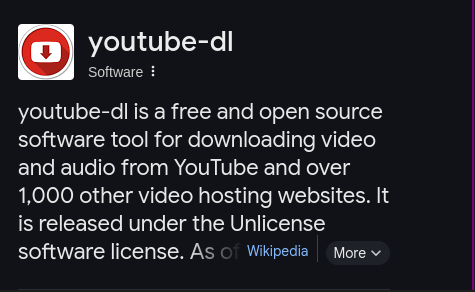 youtube-dl
Software
youtube-dl is a free and open source
software tool for downloading video
and audio from YouTube and over
1,000 other video hosting websites. It
is released under the Unlicense
software license. As of Wikipedia More